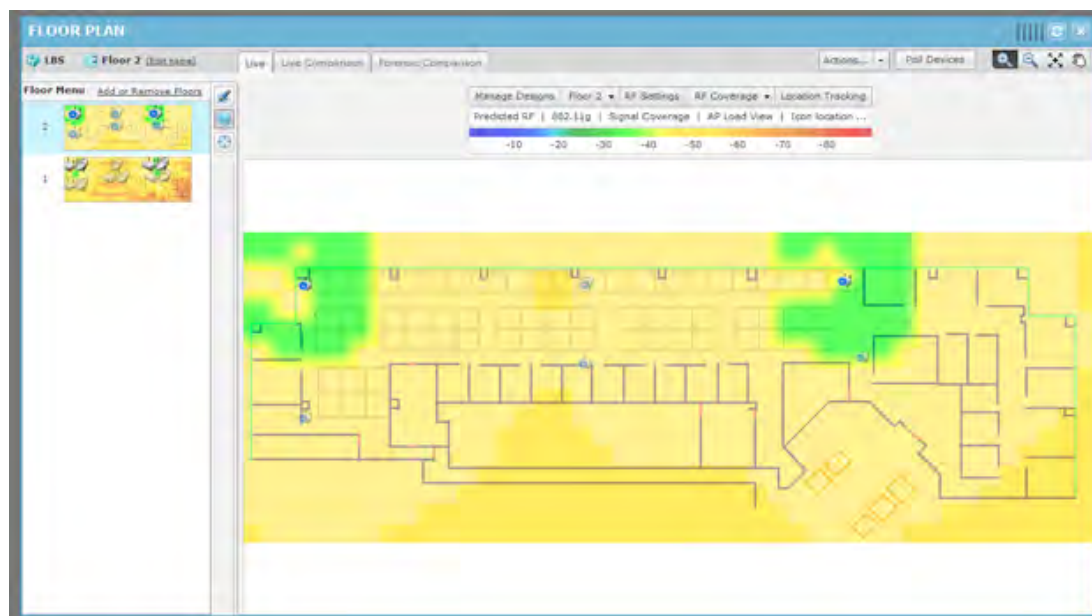 FLOOR PLAN
LBS Floor 2 (Edit name)
Live Live Comparison Forensic Comparison
Actions... Poll Devices
Floor Menu Add or Remove Floors
2
1
Manage Designs Floor 2 RF Settings RF Coverage Location Tracking
Predicted RF | 802.11g | Signal Coverage | AP Load View | Icon location ...
-10 -20 -30 -40 -50 -60 -70 -80